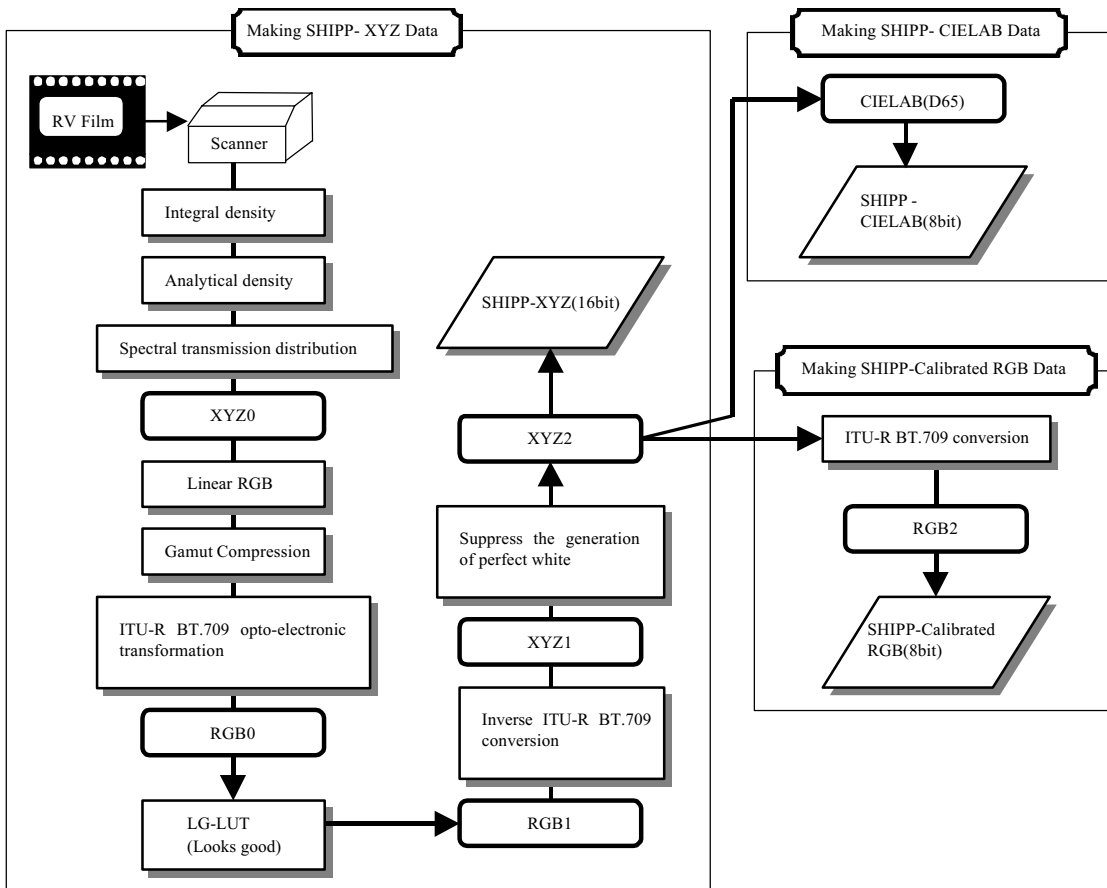 Making SHIPP- XYZ Data
RV Film
Scanner
Integral density
Analytical density
Spectral transmission distribution
XYZ0
Linear RGB
Gamut Compression
ITU-R BT.709 opto-electronic
transformation
RGB0
LG-LUT
(Looks good)
RGB1
Inverse ITU-R BT.709
conversion
XYZ1
Suppress the generation
of perfect white
XYZ2
SHIPP-XYZ(16bit)
Making SHIPP- CIELAB Data
CIELAB(D65)
SHIPP -
CIELAB(8bit)
Making SHIPP-Calibrated RGB Data
ITU-R BT.709 conversion
RGB2
SHIPP-Calibrated
RGB(8bit)